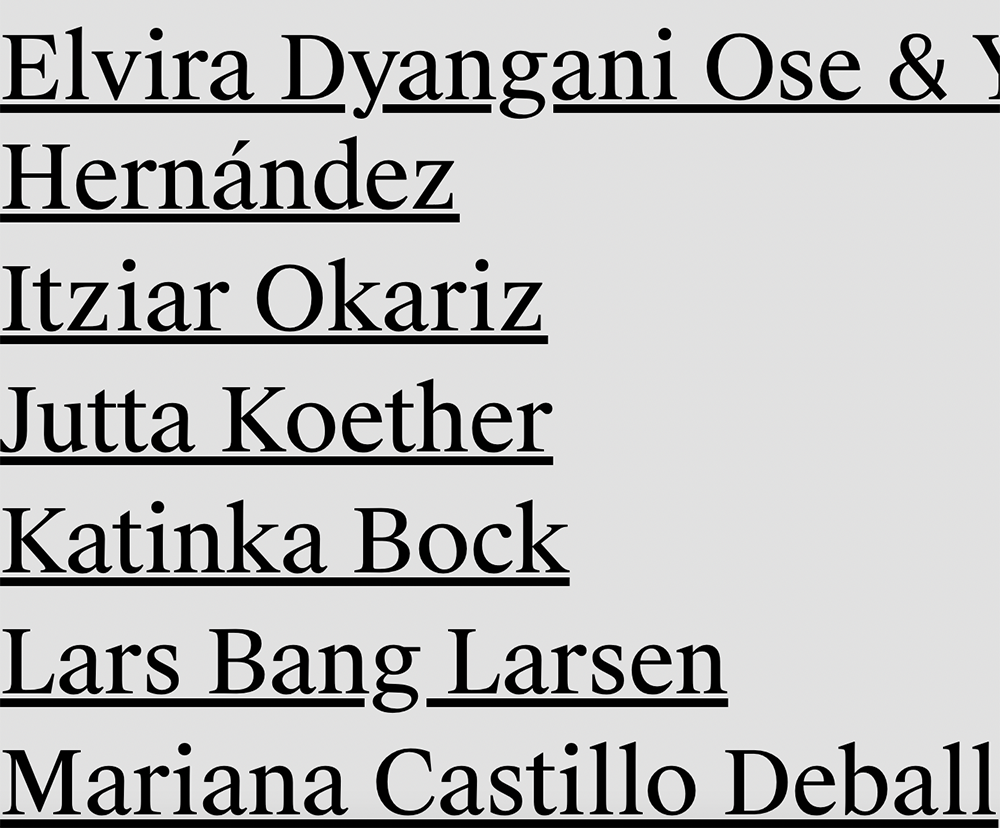 Elvira Dyangani Ose & Y
Hernández
Itziar Okariz
Jutta Koether
Katinka Bock
Lars Bang Larsen
Mariana Castillo Deball